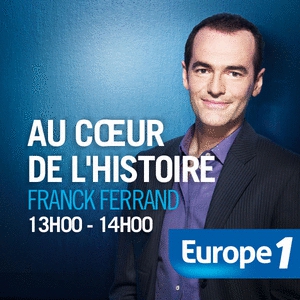 AU CŒUR
DE L'HISTOIRE
FRANCK FERRAND
13H00 - 14H00
Europe 1